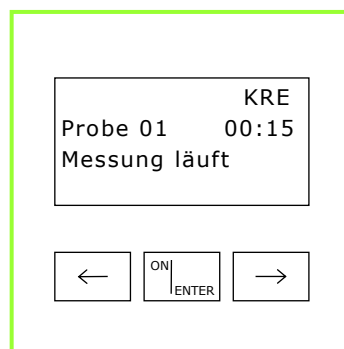 KRE
Probe 01 00:15
Messung läuft
← ON ENTER →